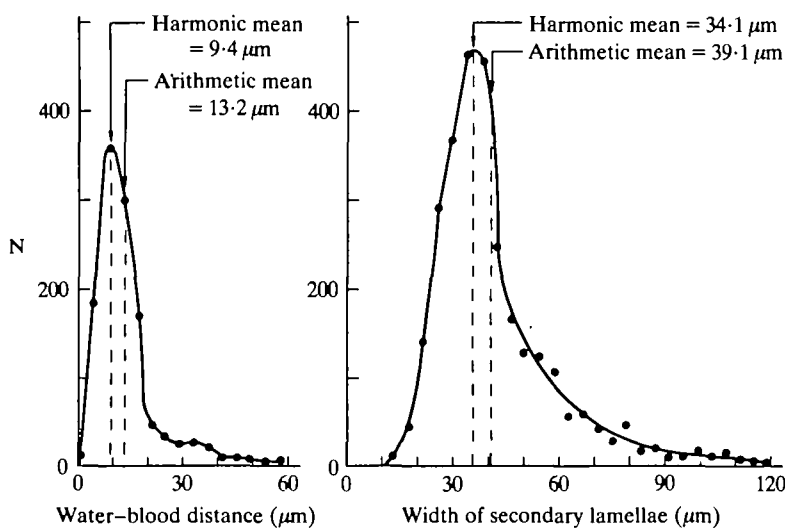 Harmonic mean
= 9·4 μm
Arithmetic mean
= 13·2 μm
Harmonic mean = 34·1 μm
Arithmetic mean = 39·1 μm
N
400
200
0
0 30 60
Water–blood distance (μm)
400
200
0
0 30 60 90 120
Width of secondary lamellae (μm)